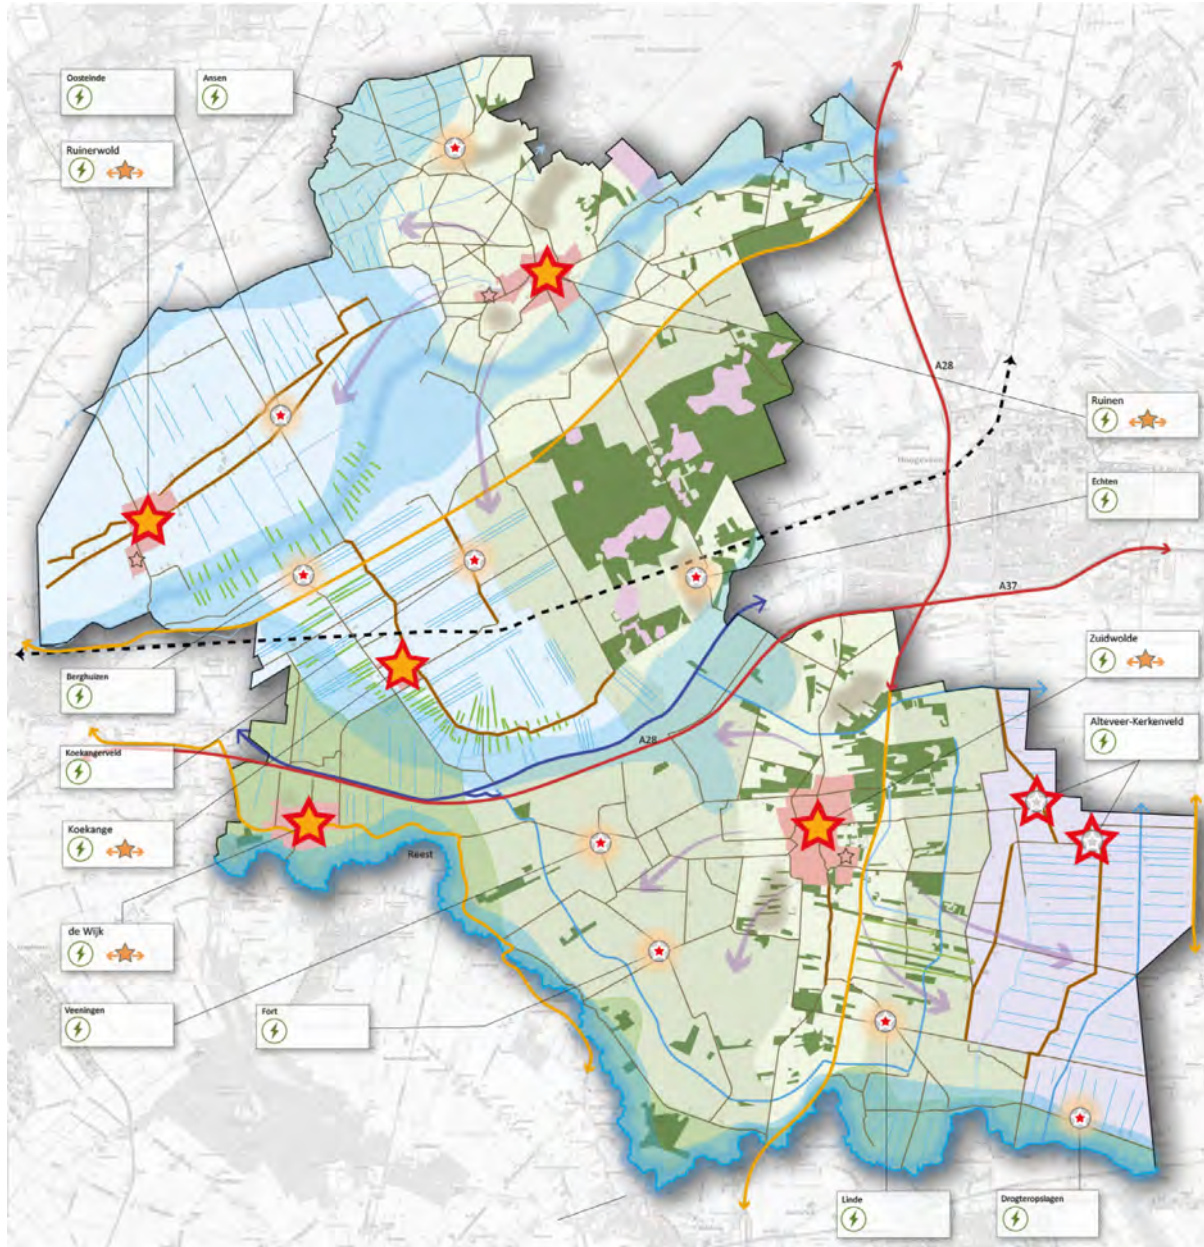 Oosteinde
Ansen
Ruinerwold
A28
Ruinen
Hoogeveen
Echten
A37
Zuidwolde
Berghuizen
Alteveer-Kerkenveld
Koekangerveld
A28
Koekange
Reest
de Wijk
Veeningen
Fort
Linde
Drogteropslagen